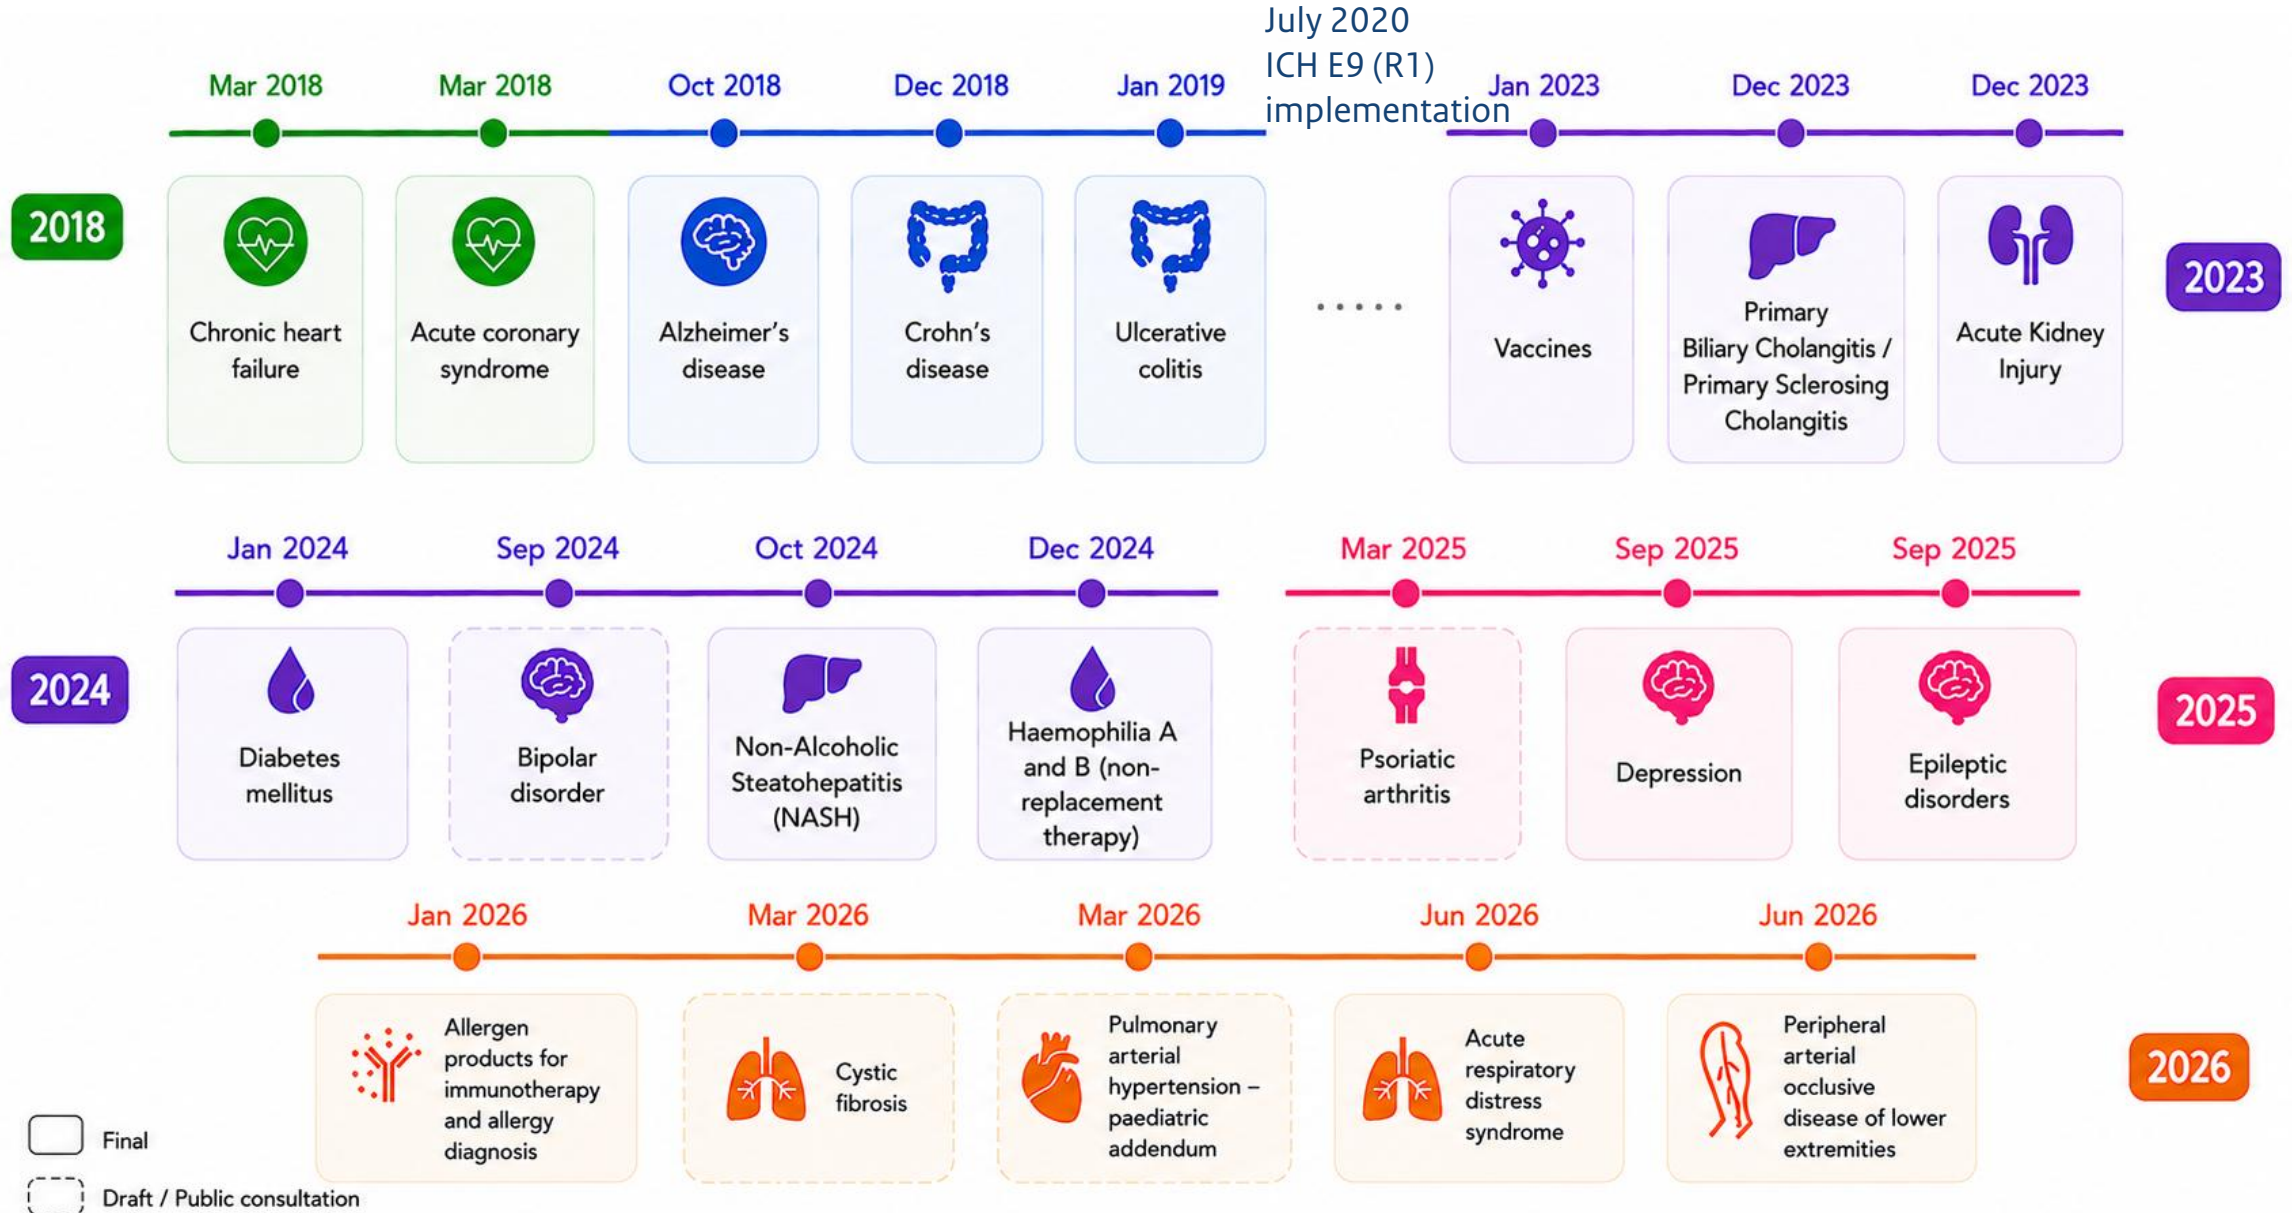 July 2020
ICH E9 (R1)
implementation
Mar 2018
Mar 2018
Oct 2018
Dec 2018
Jan 2019
Jan 2023
Dec 2023
Dec 2023
2018
Chronic heart
failure
Acute coronary
syndrome
Alzheimer's
disease
Crohn's
disease
Ulcerative
colitis
.....
Vaccines
Primary
Biliary Cholangitis /
Primary Sclerosing
Cholangitis
Acute Kidney
Injury
2023
Jan 2024
Sep 2024
Oct 2024
Dec 2024
Mar 2025
Sep 2025
Sep 2025
2024
Diabetes
mellitus
Bipolar
disorder
Non-Alcoholic
Steatohepatitis
(NASH)
Haemophilia A
and B (non-
replacement
therapy)
Psoriatic
arthritis
Depression
Epileptic
disorders
2025
Jan 2026
Mar 2026
Mar 2026
Jun 2026
Jun 2026
Allergen
products for
immunotherapy
and allergy
diagnosis
Cystic
fibrosis
Pulmonary
arterial
hypertension –
paediatric
addendum
Acute
respiratory
distress
syndrome
Peripheral
arterial
occlusive
disease of lower
extremities
2026
Final
Draft / Public consultation